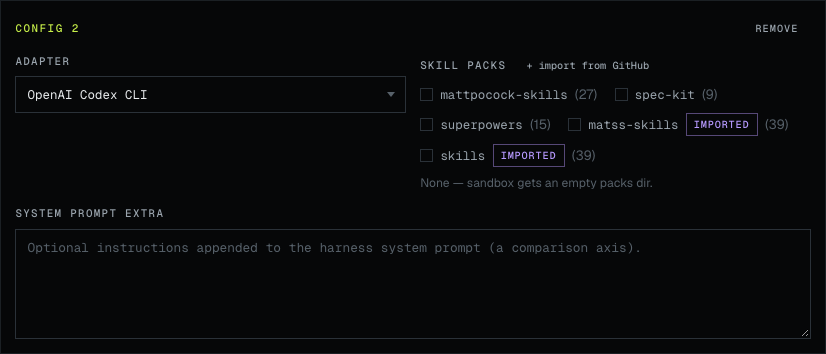 CONFIG 2
REMOVE
ADAPTER
OpenAI Codex CLI
SKILL PACKS + import from GitHub
mattpocock-skills (27) spec-kit (9)
superpowers (15) matss-skills IMPORTED (39)
skills IMPORTED (39)
None — sandbox gets an empty packs dir.
SYSTEM PROMPT EXTRA
Optional instructions appended to the harness system prompt (a comparison axis).